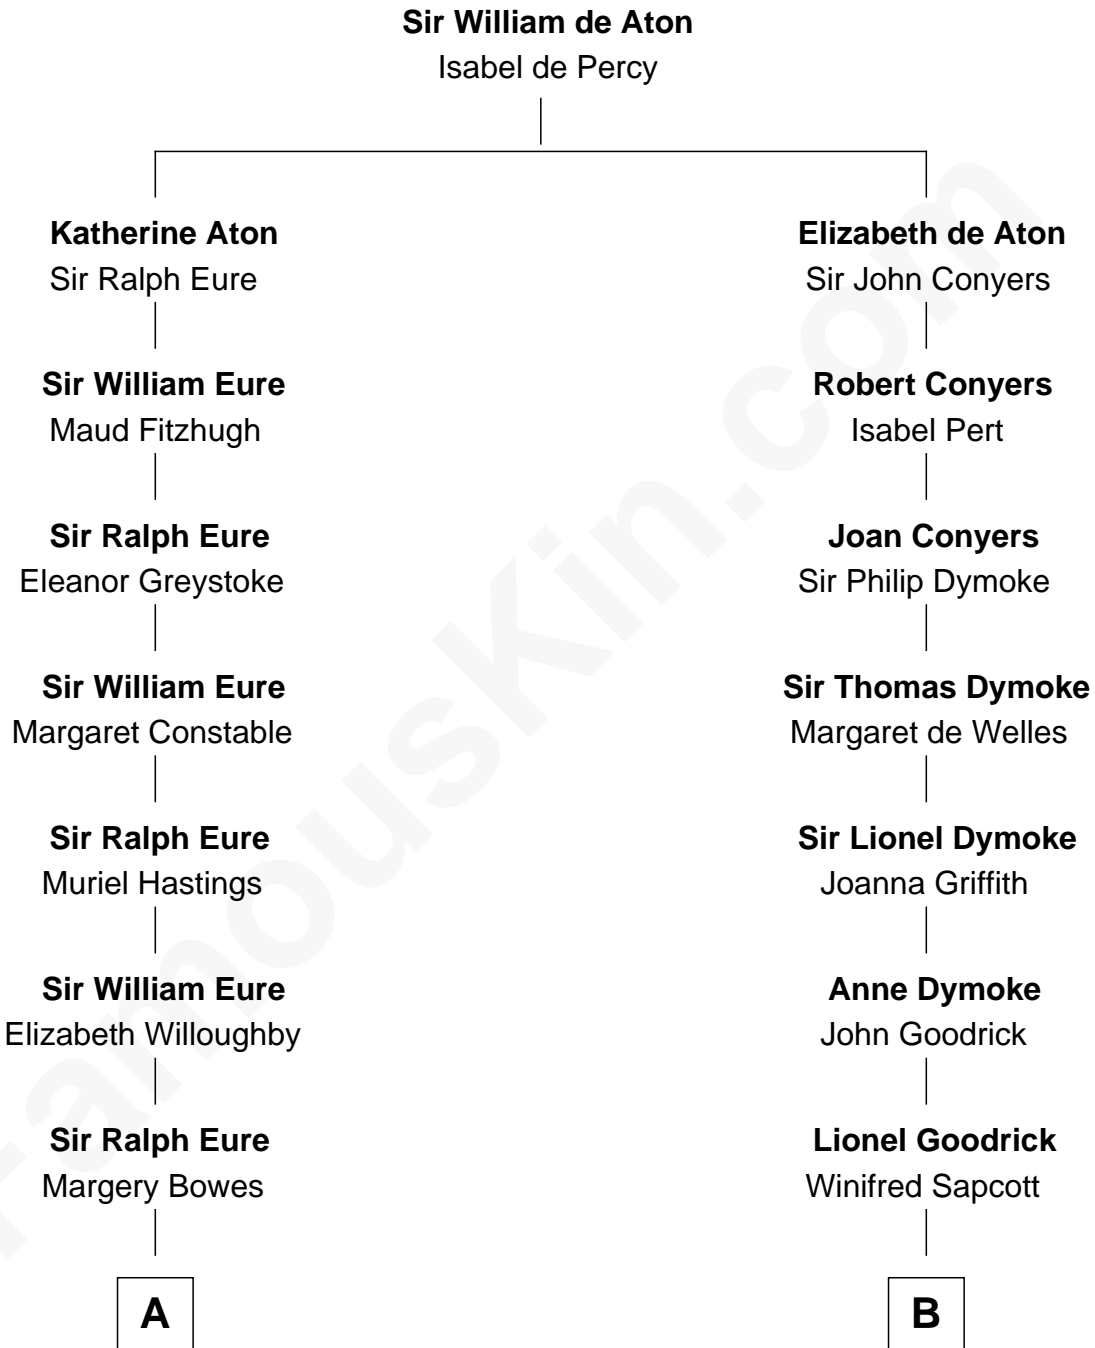 Sir William de Aton
Isabel de Percy
Katherine Aton
Sir Ralph Eure
Elizabeth de Aton
Sir John Conyers
Sir William Eure
Maud Fitzhugh
Robert Conyers
Isabel Pert
Sir Ralph Eure
Eleanor Greystoke
Joan Conyers
Sir Philip Dymoke
Sir William Eure
Margaret Constable
Sir Thomas Dymoke
Margaret de Welles
Sir Ralph Eure
Muriel Hastings
Sir Lionel Dymoke
Joanna Griffith
Sir William Eure
Elizabeth Willoughby
Anne Dymoke
John Goodrick
Sir Ralph Eure
Margery Bowes
Lionel Goodrick
Winifred Sapcott
A
B
FamousKin.com